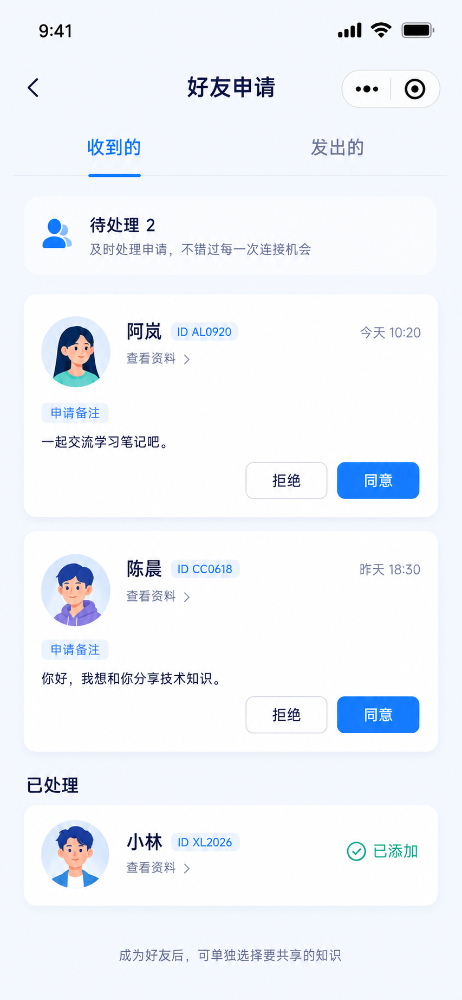 9:41
好友申请
收到的
发出的
待处理 2
及时处理申请，不错过每一次连接机会
阿岚 ID AL0920 今天 10:20
查看资料
申请备注
一起交流学习笔记吧。
拒绝 同意
陈晨 ID CC0618 昨天 18:30
查看资料
申请备注
你好，我想和你分享技术知识。
拒绝 同意
已处理
小林 ID XL2026
查看资料
已添加
成为好友后，可单独选择要共享的知识